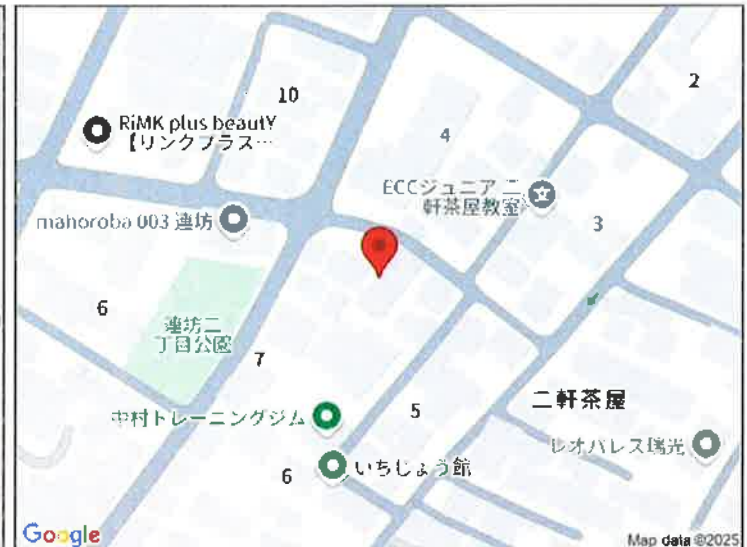 10
2
RiMK plus beautY
【リンクプラス…
4
ECCジュニア 二
軒茶屋教室
mahoroba 003 連坊
3
6
連坊二
丁目公園
7
中村トレーニングジム
5
二軒茶屋
レオパレス瑞光
6
いちじょう館
Google
Map data ©2025